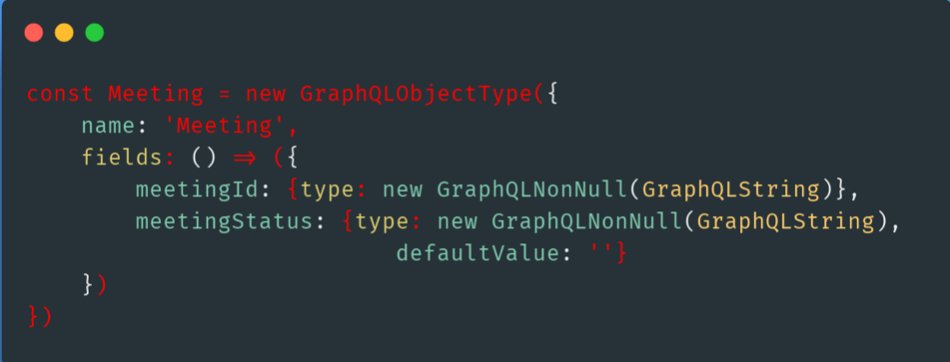 const Meeting = new GraphQLObjectType({
    name: 'Meeting',
    fields: () => ({
        meetingId: {type: new GraphQLNonNull(GraphQLString)},
        meetingStatus: {type: new GraphQLNonNull(GraphQLString),
                           defaultValue: ''}
    })
})